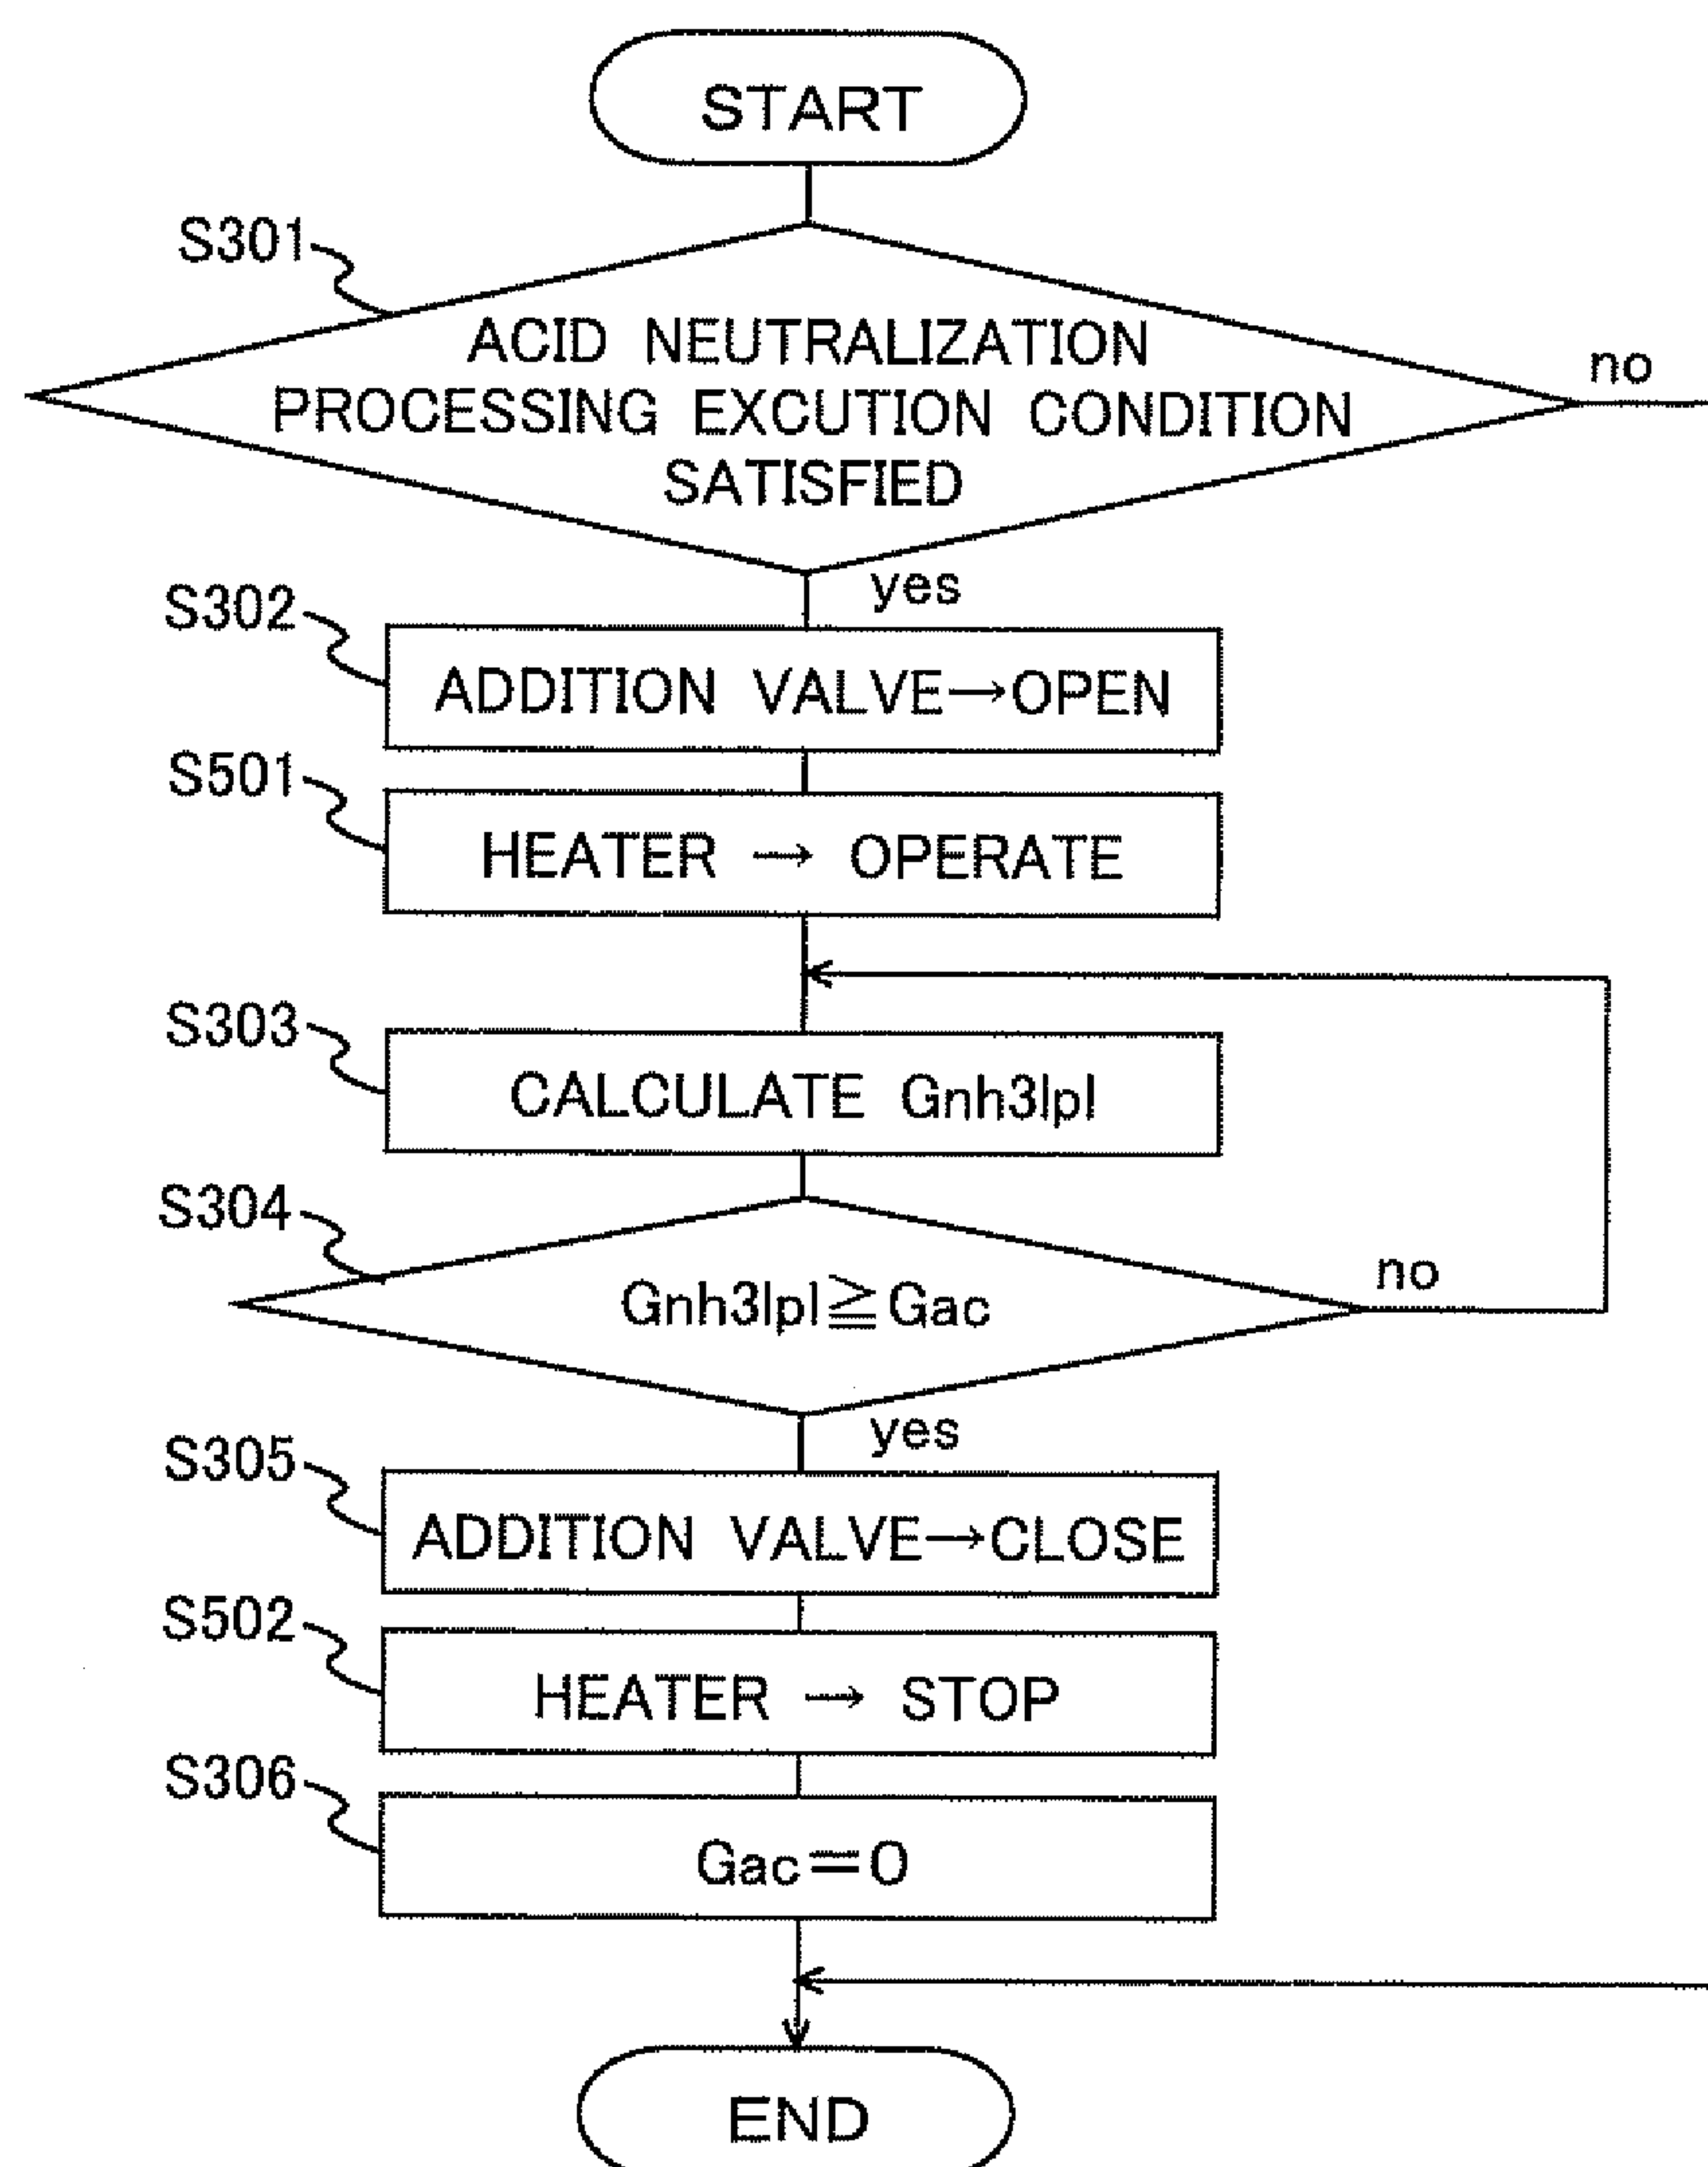 START
S301
ACID NEUTRALIZATION
PROCESSING EXCUTION CONDITION
SATISFIED
no
yes
S302
ADDITION VALVE→OPEN
S501
HEATER → OPERATE
S303
CALCULATE Gnh3lpl
S304
Gnh3lpl≧Gac
no
yes
S305
ADDITION VALVE→CLOSE
S502
HEATER → STOP
S306
Gac=0
END